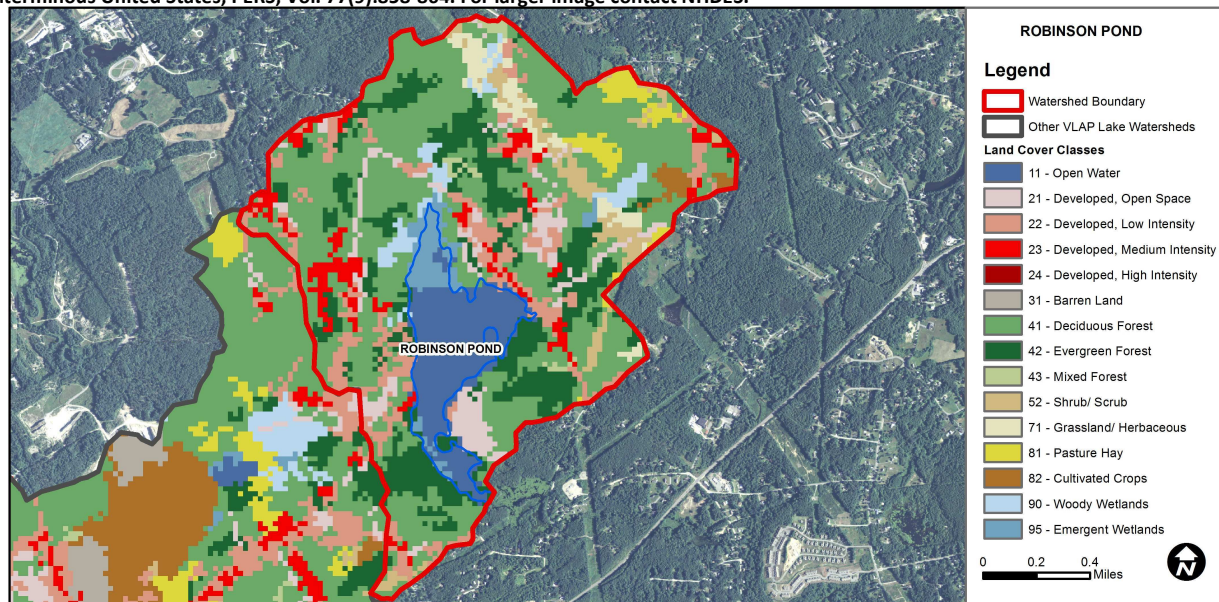 ROBINSON POND
Legend
Watershed Boundary
Other VLAP Lake Watersheds
Land Cover Classes
11 - Open Water
21 - Developed, Open Space
22 - Developed, Low Intensity
23 - Developed, Medium Intensity
24 - Developed, High Intensity
31 - Barren Land
41 - Deciduous Forest
42 - Evergreen Forest
43 - Mixed Forest
52 - Shrub/ Scrub
71 - Grassland/ Herbaceous
81 - Pasture Hay
82 - Cultivated Crops
90 - Woody Wetlands
95 - Emergent Wetlands
0 0.2 0.4
Miles
N
ROBINSON POND